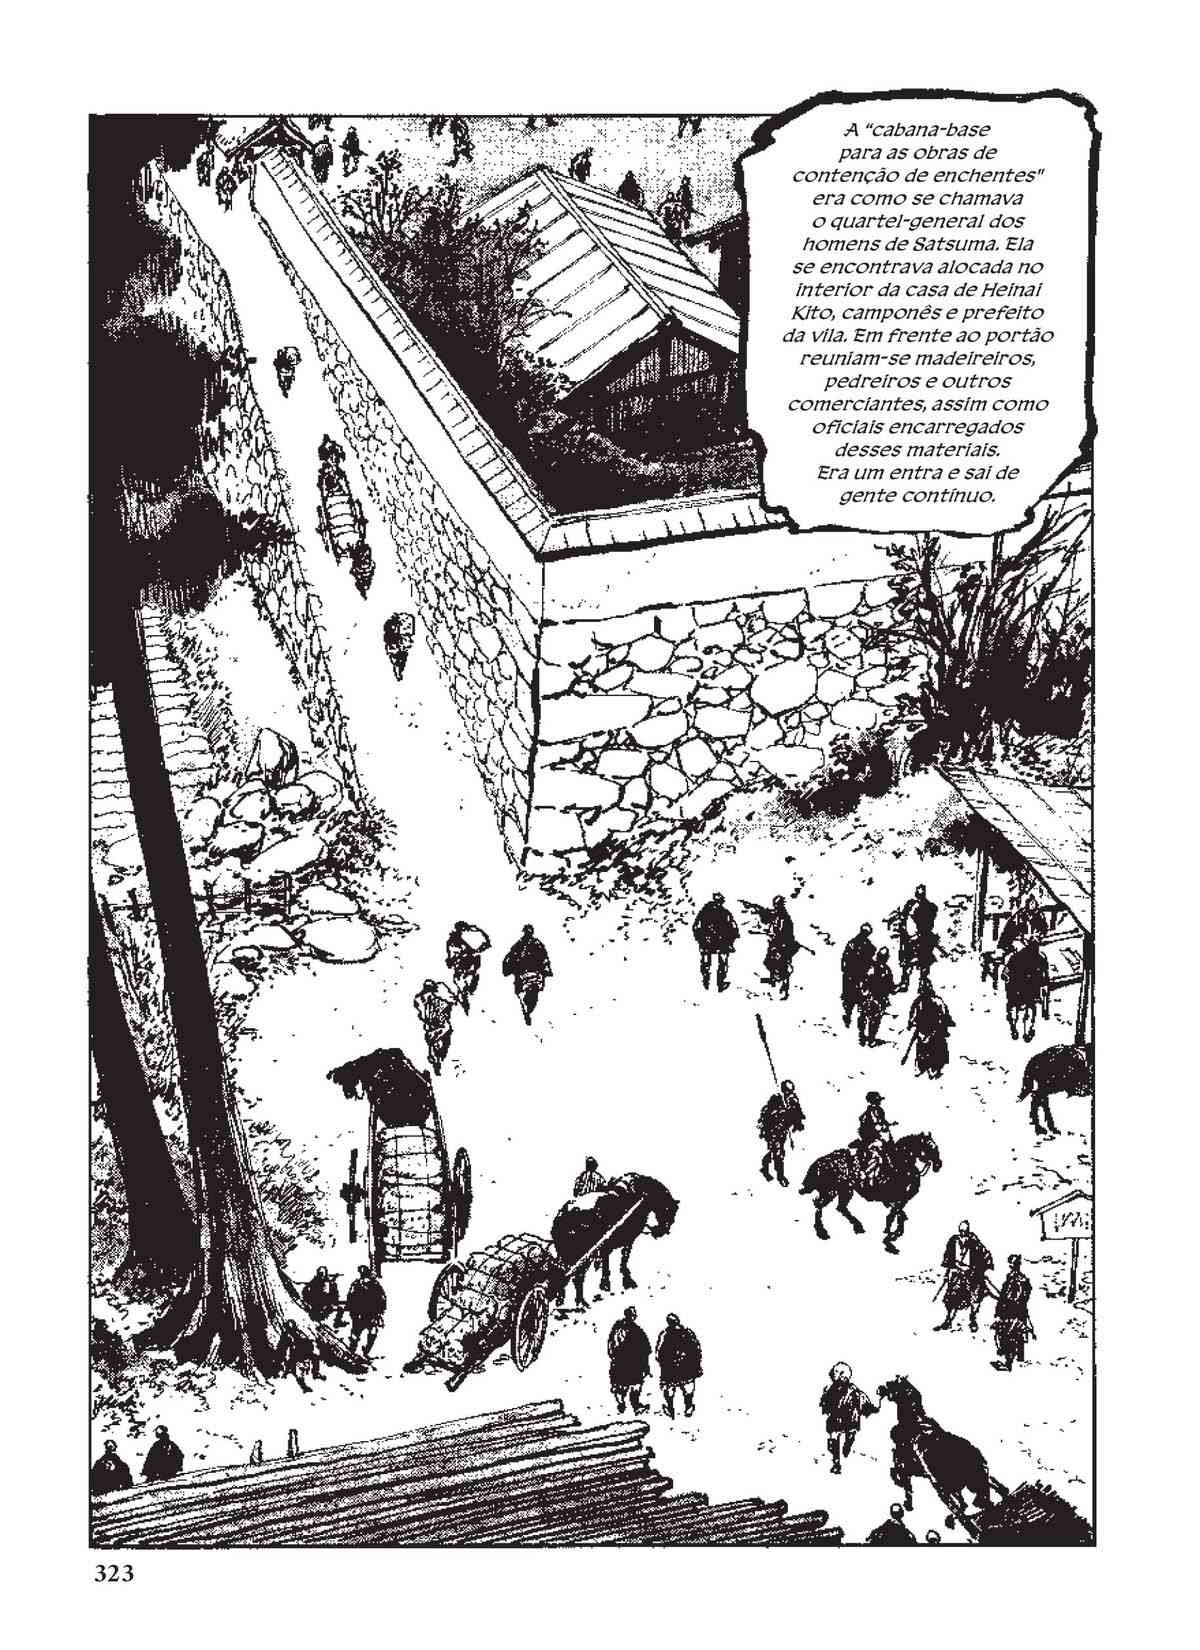 A "cabana-base
para as obras de
contenção de enchentes"
era como se chamava
o quartel-general dos
homens de Satsuma. Ela
se encontrava alocada no
interior da casa de Heinai
Kito, camponês e prefeito
da vila. Em frente ao portão
reuniam-se madeireiros,
pedreiros e outros
comerciantes, assim como
oficiais encarregados
desses materiais.
Era um entra e sai de
gente contínuo.
323